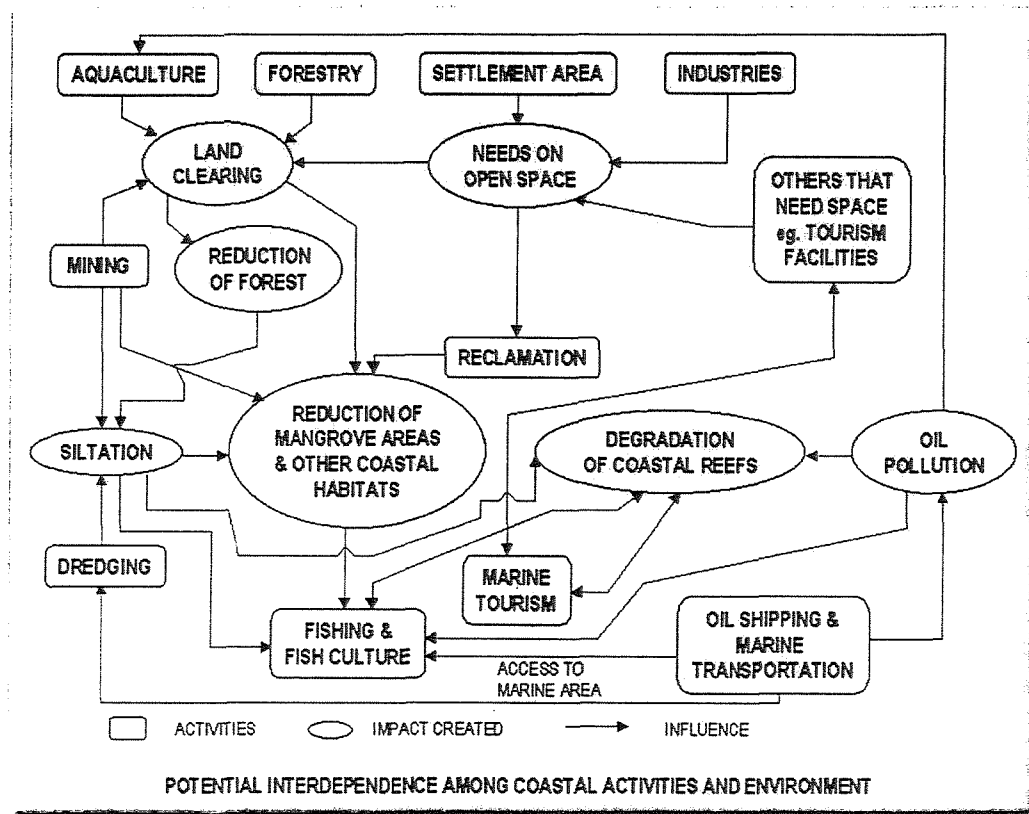 AQUACULTURE
FORESTRY
SETTLEMENT AREA
INDUSTRIES
LAND
CLEARING
NEEDS ON
OPEN SPACE
OTHERS THAT
NEED SPACE
eg. TOURISM
FACILITIES
MINING
REDUCTION
OF FOREST
RECLAMATION
SILTATION
REDUCTION OF
MANGROVE AREAS
& OTHER COASTAL
HABITATS
DEGRADATION
OF COASTAL REEFS
OIL
POLLUTION
DREDGING
MARINE
TOURISM
FISHING &
FISH CULTURE
OIL SHIPPING &
MARINE
TRANSPORTATION
ACCESS TO
MARINE AREA
ACTIVITIES
IMPACT CREATED
INFLUENCE
POTENTIAL INTERDEPENDENCE AMONG COASTAL ACTIVITIES AND ENVIRONMENT